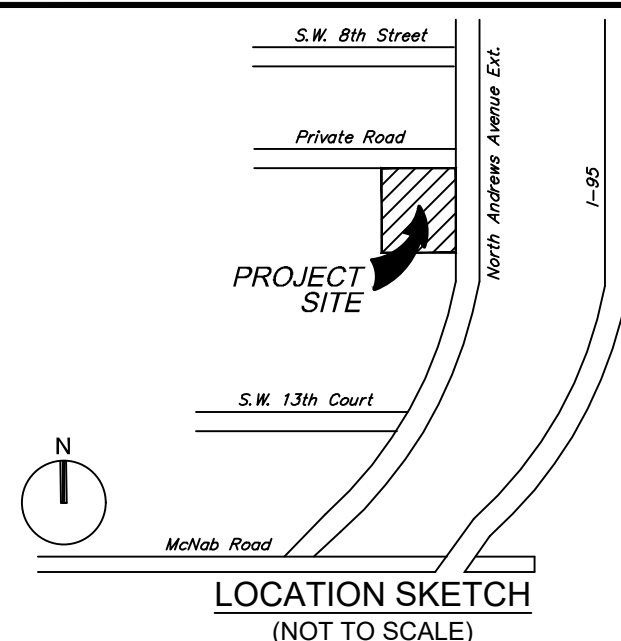 S.W. 8th Street
North Andrews Avenue Ext.
Private Road
I-95
PROJECT
SITE
S.W. 13th Court
N
McNab Road
LOCATION SKETCH
(NOT TO SCALE)